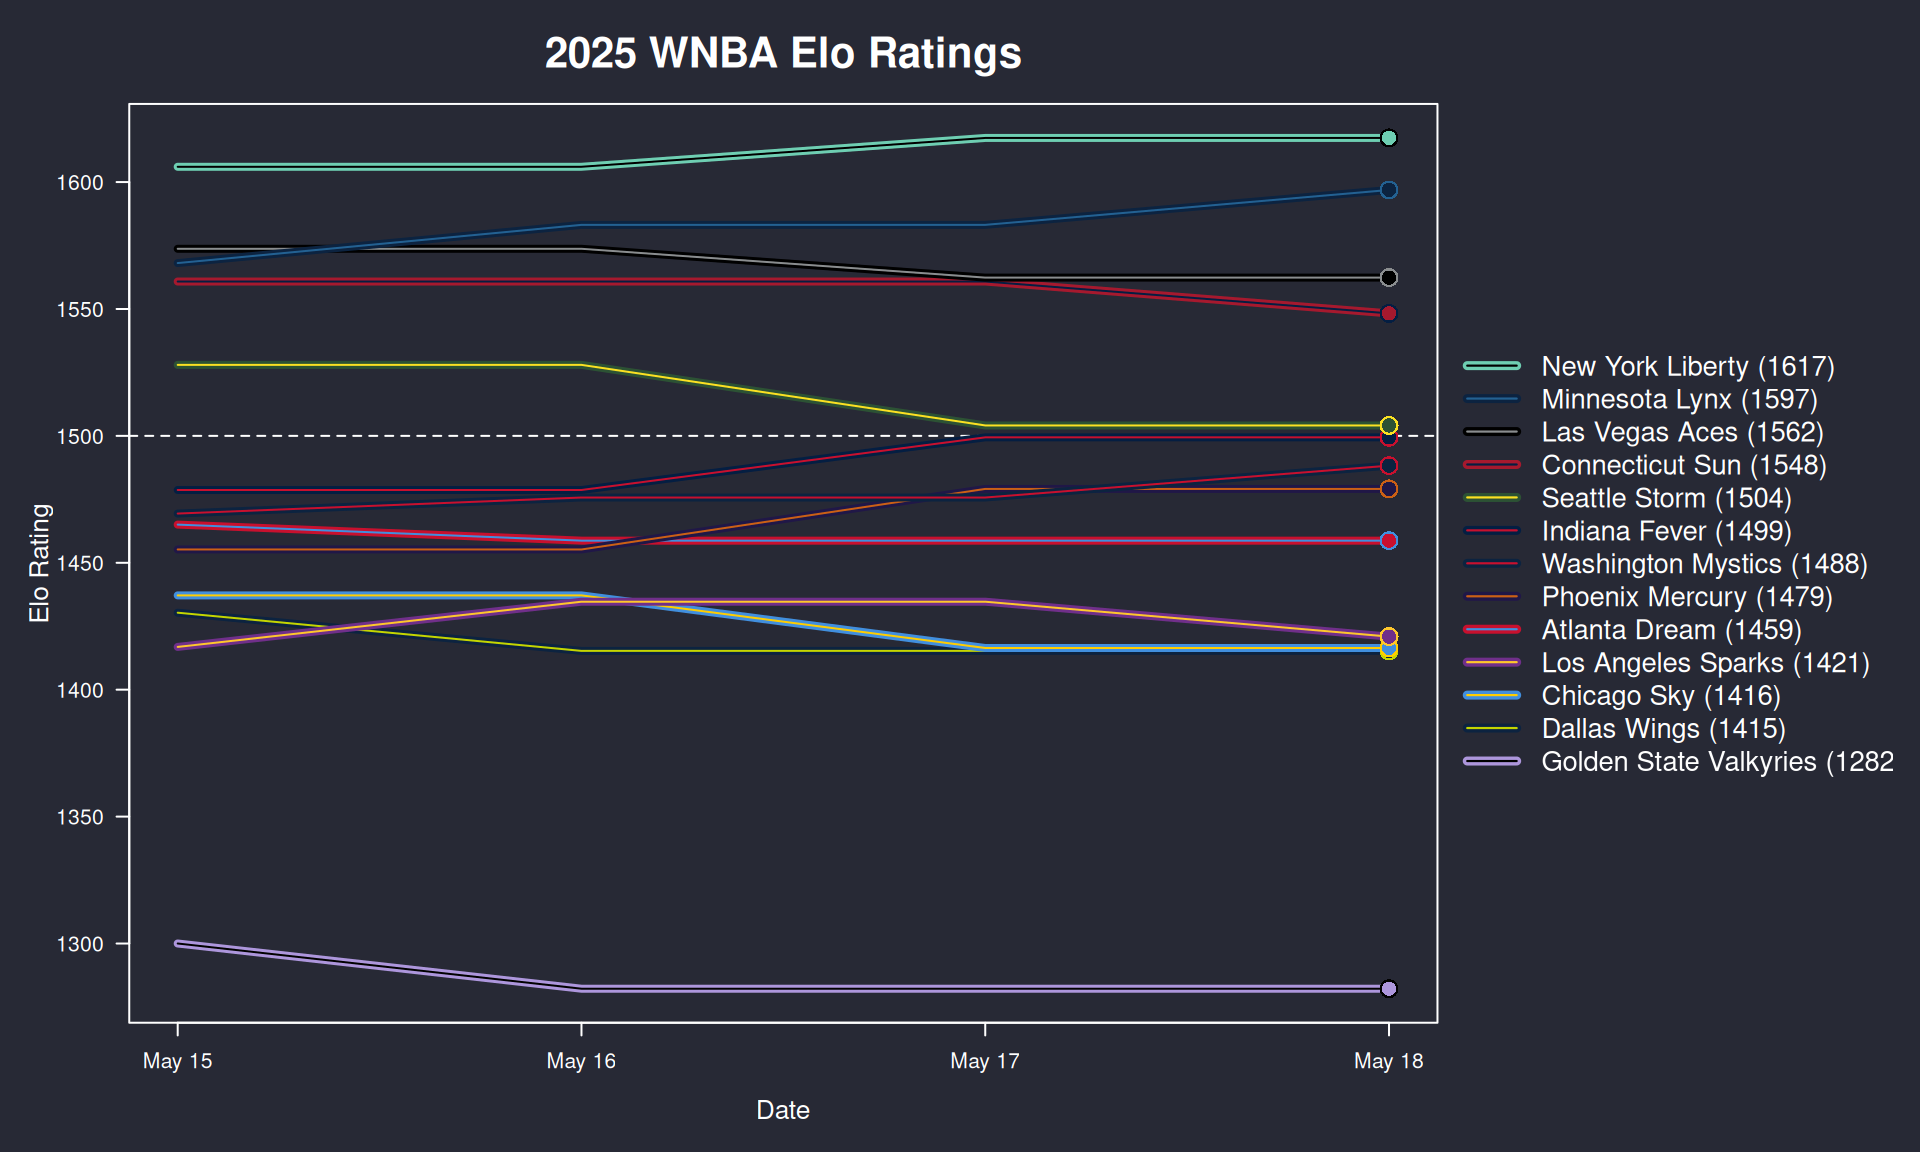 2025 WNBA Elo Ratings
Elo Rating
1600
1550
1500
1450
1400
1350
1300
May 15
May 16
May 17
May 18
Date
New York Liberty (1617)
Minnesota Lynx (1597)
Las Vegas Aces (1562)
Connecticut Sun (1548)
Seattle Storm (1504)
Indiana Fever (1499)
Washington Mystics (1488)
Phoenix Mercury (1479)
Atlanta Dream (1459)
Los Angeles Sparks (1421)
Chicago Sky (1416)
Dallas Wings (1415)
Golden State Valkyries (1282